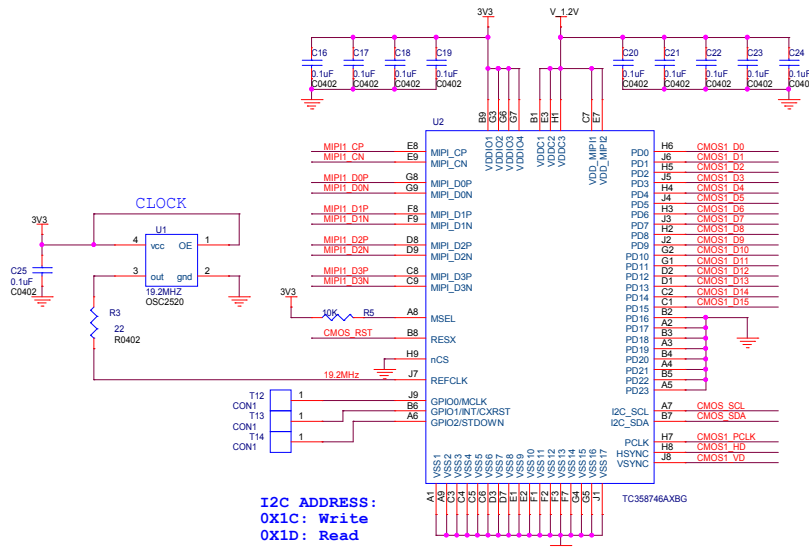 3V3
V_1.2V
C16
0.1uF
C0402
C17
0.1uF
C0402
C18
0.1uF
C0402
C19
0.1uF
C0402
C20
0.1uF
C0402
C21
0.1uF
C0402
C22
0.1uF
C0402
C23
0.1uF
C0402
C24
0.1uF
C0402
U2
B9 G3 G6 G7 B1 E3 H1 C7 E7
VDDIO1
VDDIO2
VDDIO3
VDDIO4
VDDC1
VDDC2
VDDC3
VDD_MIPI1
VDD_MIPI2
MIPI1_CP E8 MIPI_CP
MIPI1_CN E9 MIPI_CN
MIPI1_D0P G8 MIPI_D0P
MIPI1_D0N G9 MIPI_D0N
MIPI1_D1P F8 MIPI_D1P
MIPI1_D1N F9 MIPI_D1N
MIPI1_D2P D8 MIPI_D2P
MIPI1_D2N D9 MIPI_D2N
MIPI1_D3P C8 MIPI_D3P
MIPI1_D3N C9 MIPI_D3N
3V3 10K R5 A8 MSEL
CMOS_RST B8 RESX
H9 nCS
19.2MHz J7 REFCLK
T12 CON1 1 J9 GPIO0/MCLK
T13 CON1 1 B6 GPIO1/INT/CXRST
T14 CON1 1 A6 GPIO2/STDOWN
PD0 H6 CMOS1_D0
PD1 J6 CMOS1_D1
PD2 H5 CMOS1_D2
PD3 J5 CMOS1_D3
PD4 H4 CMOS1_D4
PD5 J4 CMOS1_D5
PD6 H3 CMOS1_D6
PD7 J3 CMOS1_D7
PD8 H2 CMOS1_D8
PD9 J2 CMOS1_D9
PD10 G2 CMOS1_D10
PD11 G1 CMOS1_D11
PD12 D2 CMOS1_D12
PD13 D1 CMOS1_D13
PD14 C2 CMOS1_D14
PD15 C1 CMOS1_D15
PD16 B2
PD17 A2
PD18 B3
PD19 A3
PD20 B4
PD21 A4
PD22 B5
PD23 A5
I2C_SCL A7 CMOS_SCL
I2C_SDA B7 CMOS_SDA
PCLK H7 CMOS1_PCLK
HSYNC H8 CMOS1_HD
VSYNC J8 CMOS1_VD
CLOCK
3V3
U1
4 vcc OE 1
3 out gnd 2
19.2MHZ
OSC2520
C25
0.1uF
C0402
R3
22
R0402
VSS1
VSS2
VSS3
VSS4
VSS5
VSS6
VSS7
VSS8
VSS9
VSS10
VSS11
VSS12
VSS13
VSS14
VSS15
VSS16
VSS17
A1 A9 C3 C4 C5 C6 D3 D7 E1 E2 F1 F2 F3 F7 G4 G5 J1
TC358746AXBG
I2C ADDRESS:
0X1C: Write
0X1D: Read